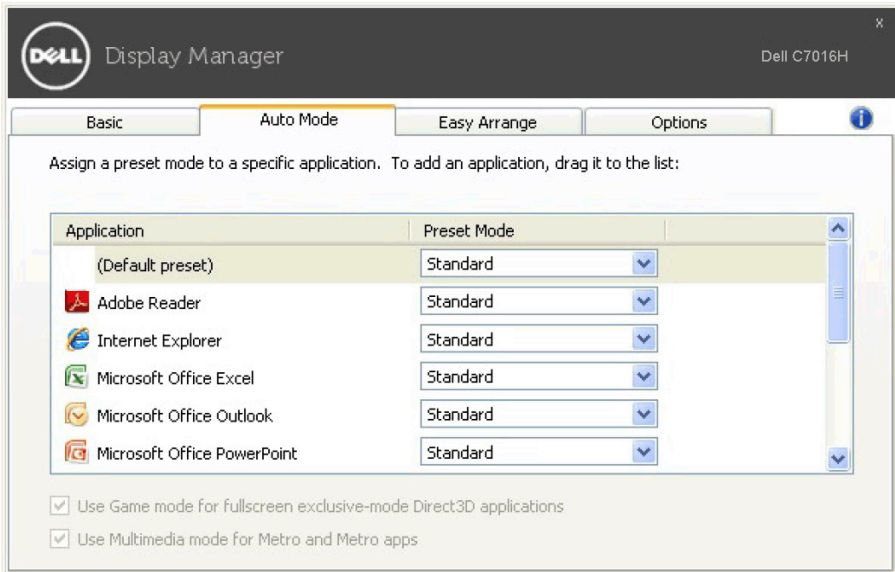 x
DELL Display Manager Dell C7016H
Basic Auto Mode Easy Arrange Options i
Assign a preset mode to a specific application. To add an application, drag it to the list:
Application Preset Mode
(Default preset) Standard
Adobe Reader Standard
Internet Explorer Standard
Microsoft Office Excel Standard
Microsoft Office Outlook Standard
Microsoft Office PowerPoint Standard
Use Game mode for fullscreen exclusive-mode Direct3D applications
Use Multimedia mode for Metro and Metro apps